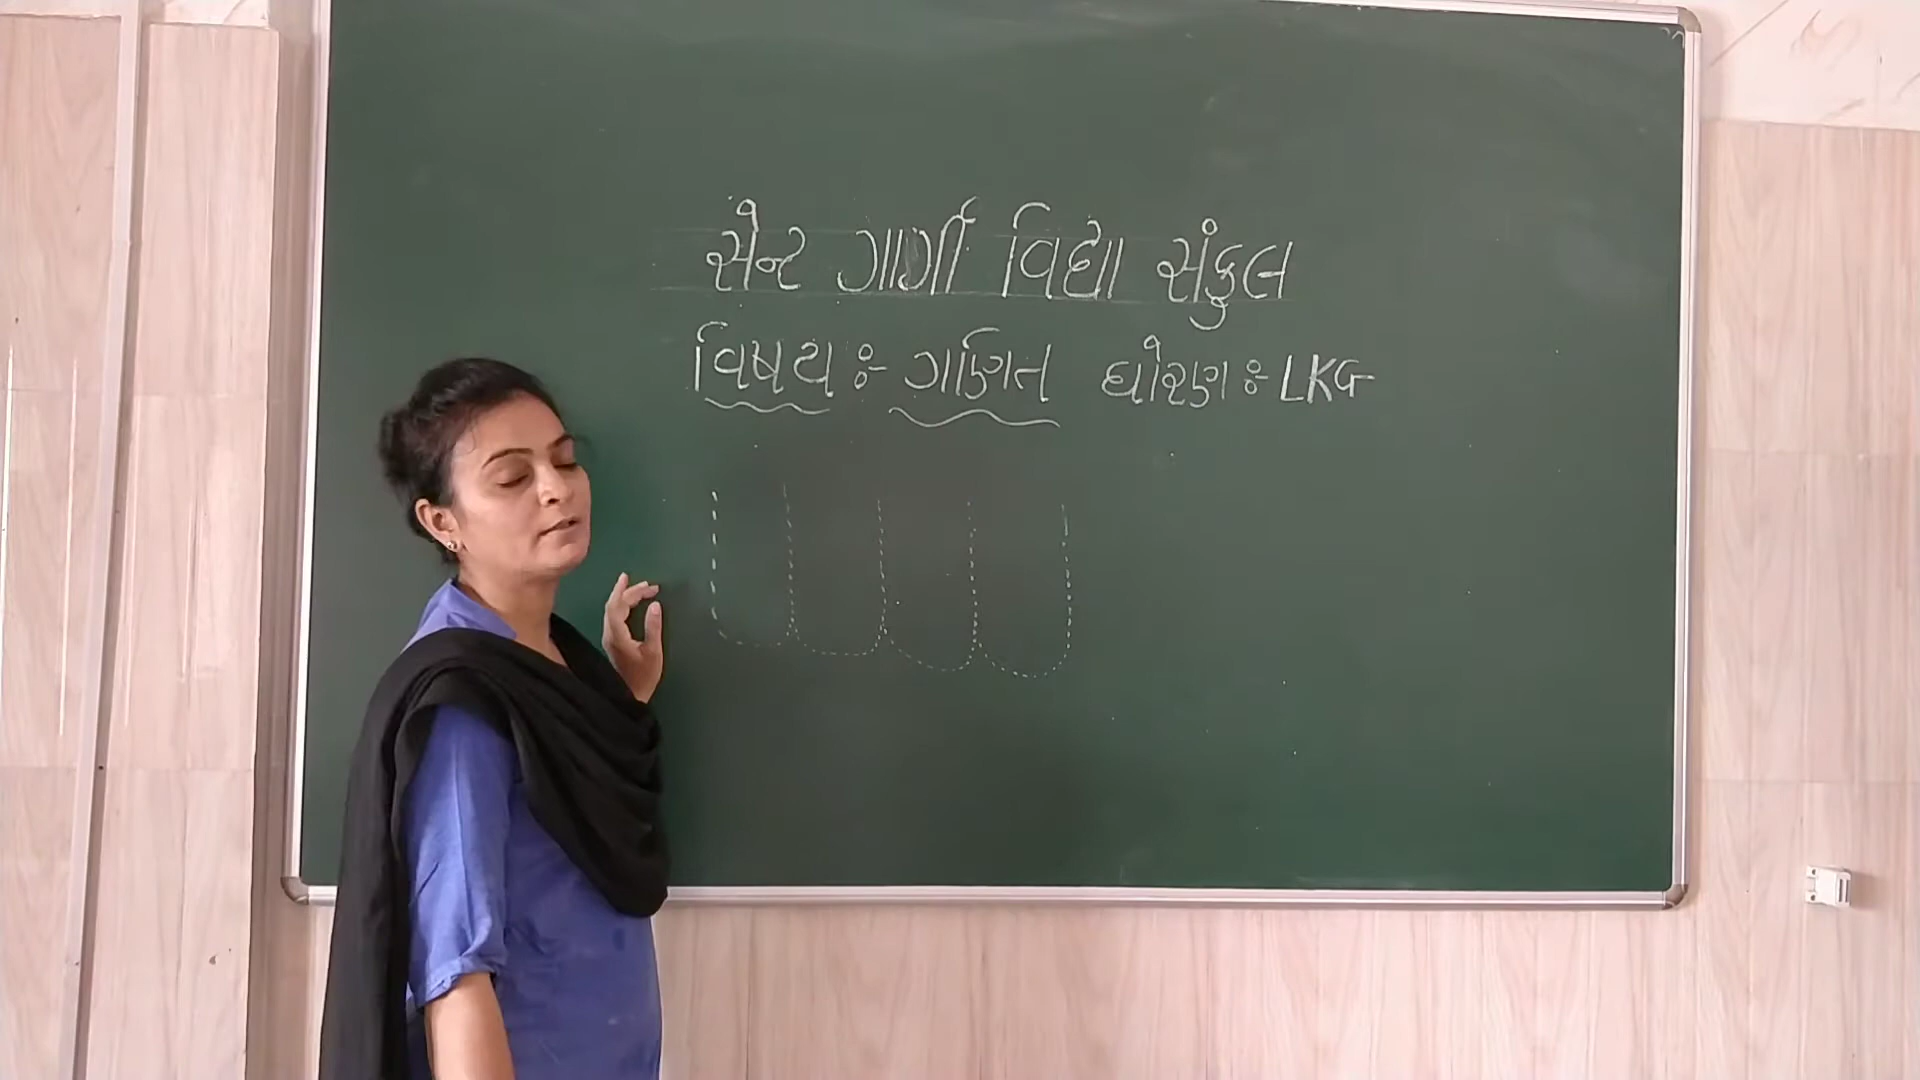 સેન્ટ ગાર્ગી વિદ્યા સંકુલ
વિષય :- ગણિત ધોરણ :- LKG